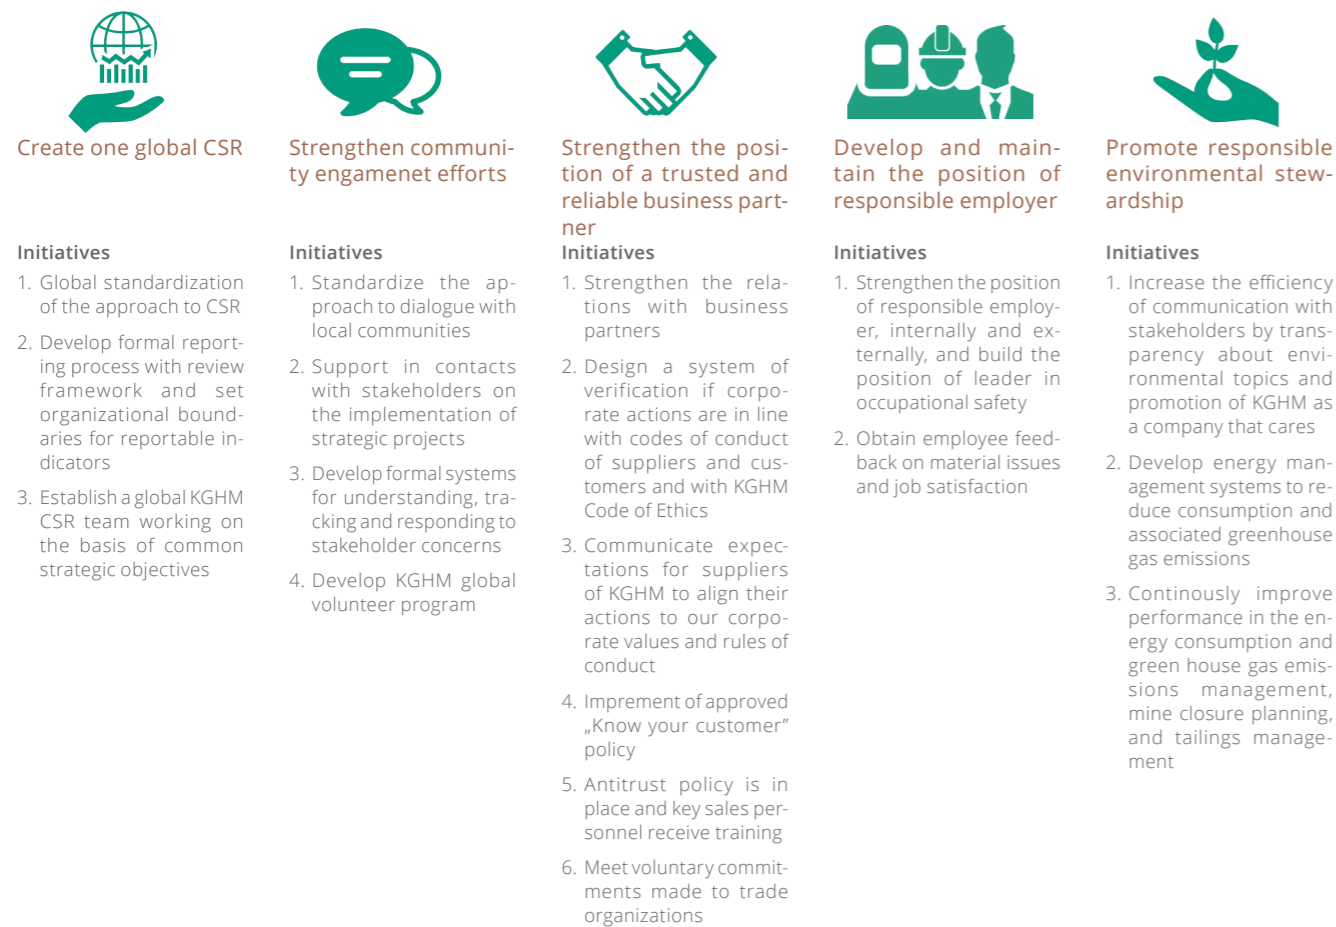 Create one global CSR
Initiatives
1. Global standardization
of the approach to CSR
2. Develop formal report-
ing process with review
framework and set
organizational bound-
aries for reportable in-
dicators
3. Establish a global KGHM
CSR team working on
the basis of common
strategic objectives
Strengthen communi-
ty engamenet efforts
Initiatives
1. Standardize the ap-
proach to dialogue with
local communities
2. Support in contacts
with stakeholders on
the implementation of
strategic projects
3. Develop formal systems
for understanding, tra-
cking and responding to
stakeholder concerns
4. Develop KGHM global
volunteer program
Strengthen the posi-
tion of a trusted and
reliable business part-
ner
Initiatives
1. Strengthen the rela-
tions with business
partners
2. Design a system of
verification if corpo-
rate actions are in line
with codes of conduct
of suppliers and cus-
tomers and with KGHM
Code of Ethics
3. Communicate expec-
tations for suppliers
of KGHM to align their
actions to our corpo-
rate values and rules of
conduct
4. Imprement of approved
„Know your customer”
policy
5. Antitrust policy is in
place and key sales per-
sonnel receive training
6. Meet voluntary commit-
ments made to trade
organizations
Develop and main-
tain the position of
responsible employer
Initiatives
1. Strengthen the position
of responsible employ-
er, internally and ex-
ternally, and build the
position of leader in
occupational safety
2. Obtain employee feed-
back on material issues
and job satisfaction
Promote responsible
environmental stew-
ardship
Initiatives
1. Increase the efficiency
of communication with
stakeholders by trans-
parency about envi-
ronmental topics and
promotion of KGHM as
a company that cares
2. Develop energy man-
agement systems to re-
duce consumption and
associated greenhouse
gas emissions
3. Continously improve
performance in the en-
ergy consumption and
green house gas emis-
sions management,
mine closure planning,
and tailings manage-
ment